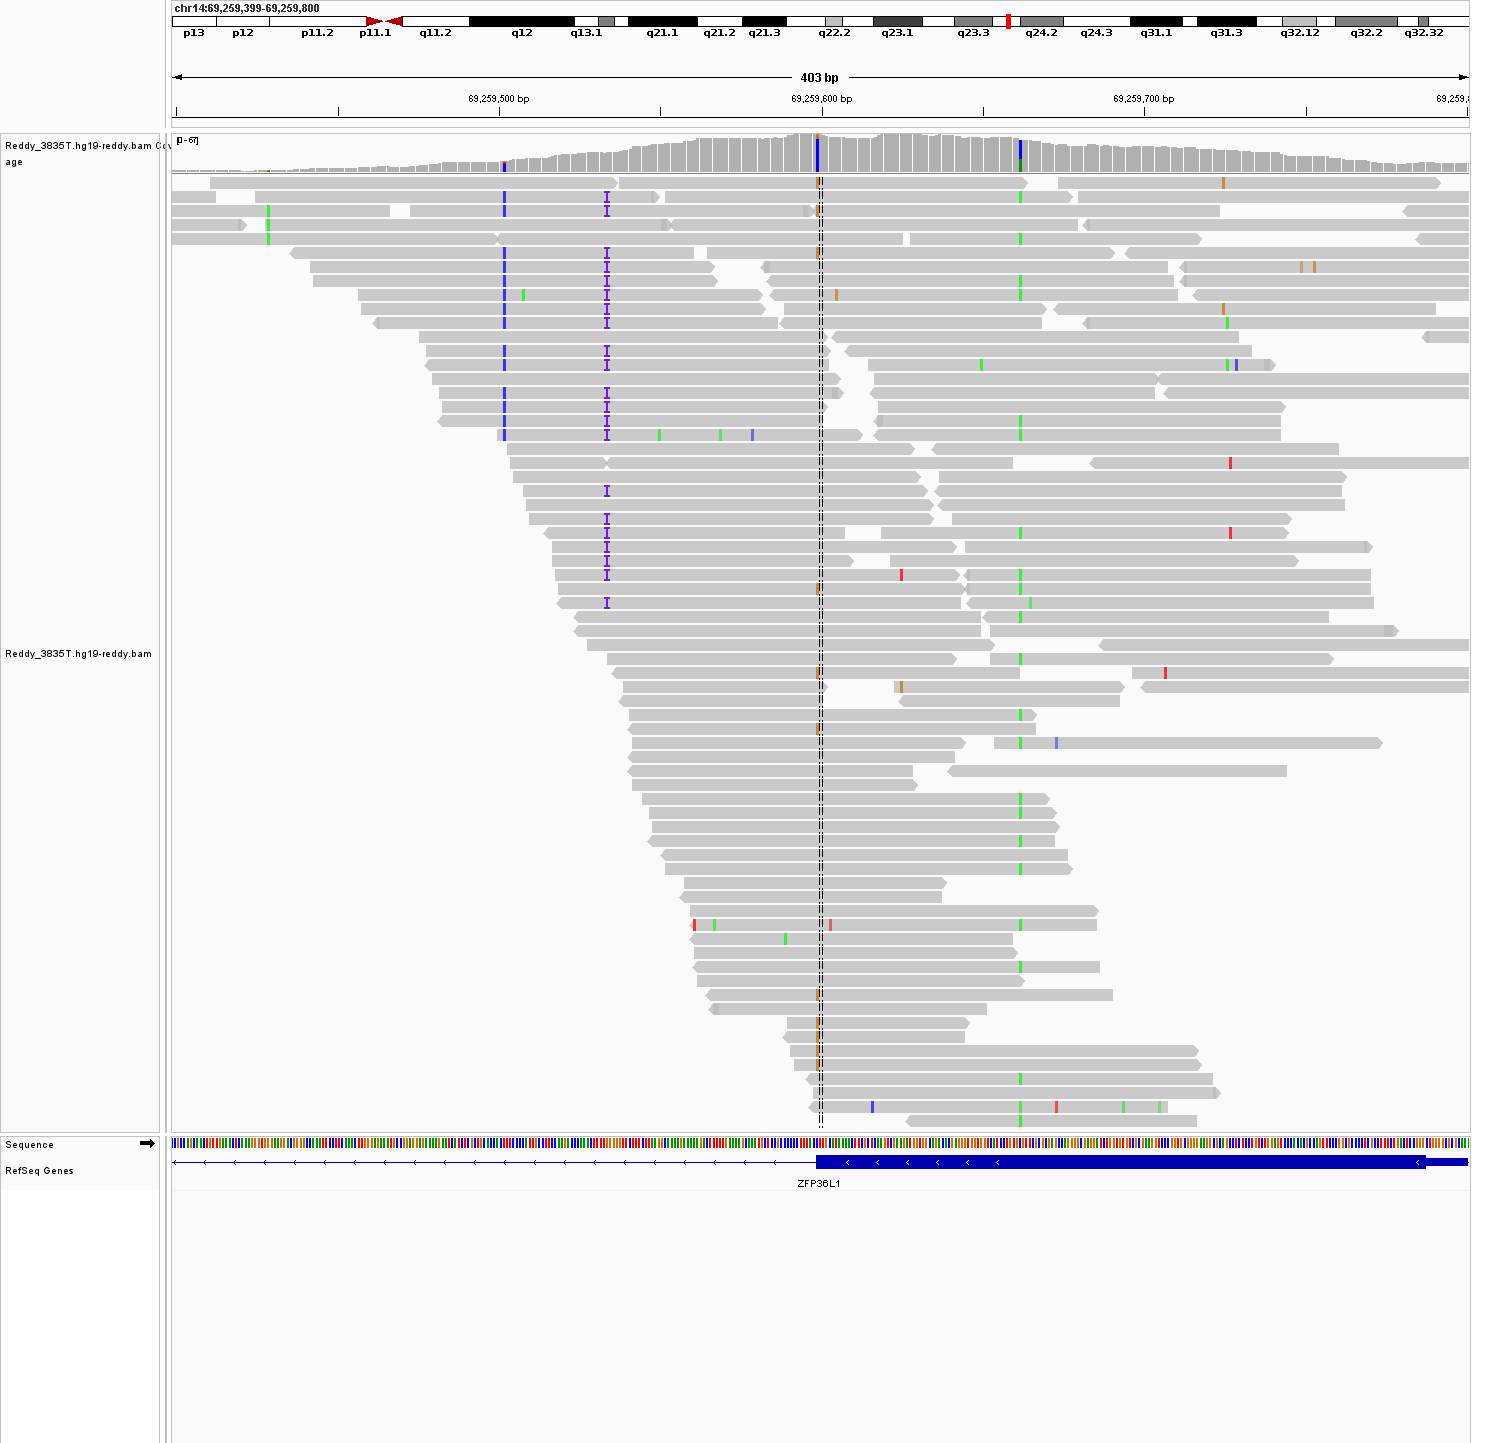 chr14:69,259,399-69,259,800
p13 p12 p11.2 p11.1 q11.2 q12 q13.1 q21.1 q21.2 q21.3 q22.2 q23.1 q23.3 q24.2 q24.3 q31.1 q31.3 q32.12 q32.2 q32.32
403 bp
69,259,500 bp 69,259,600 bp 69,259,700 bp 69,259,8
[0 - 67]
Reddy_3835T.hg19-reddy.bam Cov
age
Reddy_3835T.hg19-reddy.bam
Sequence
RefSeq Genes
ZFP36L1